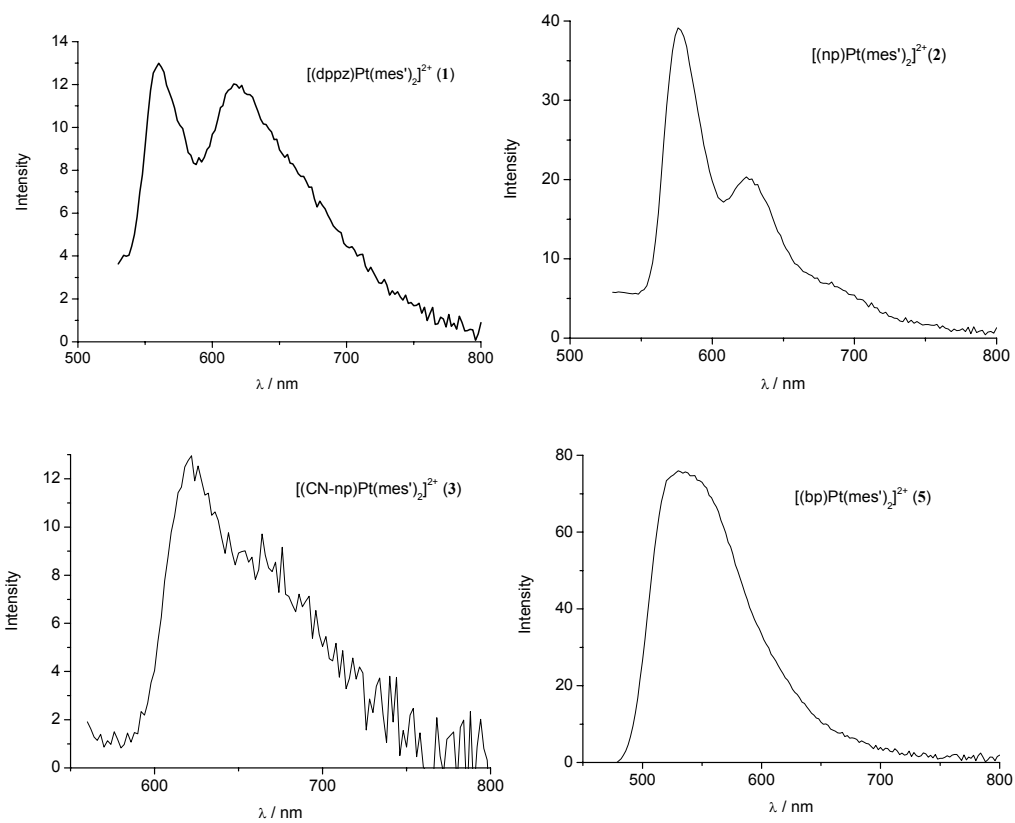 14
12
10
8
6
4
2
0
Intensity
[(dppz)Pt(mes')₂]²⁺ (1)
500 600 700 800
λ / nm
40
30
20
10
0
Intensity
[(np)Pt(mes')₂]²⁺(2)
500 600 700 800
λ / nm
12
10
8
6
4
2
0
Intensity
[(CN-np)Pt(mes')₂]²⁺ (3)
600 700 800
λ / nm
80
60
40
20
0
Intensity
[(bp)Pt(mes')₂]²⁺ (5)
500 600 700 800
λ / nm